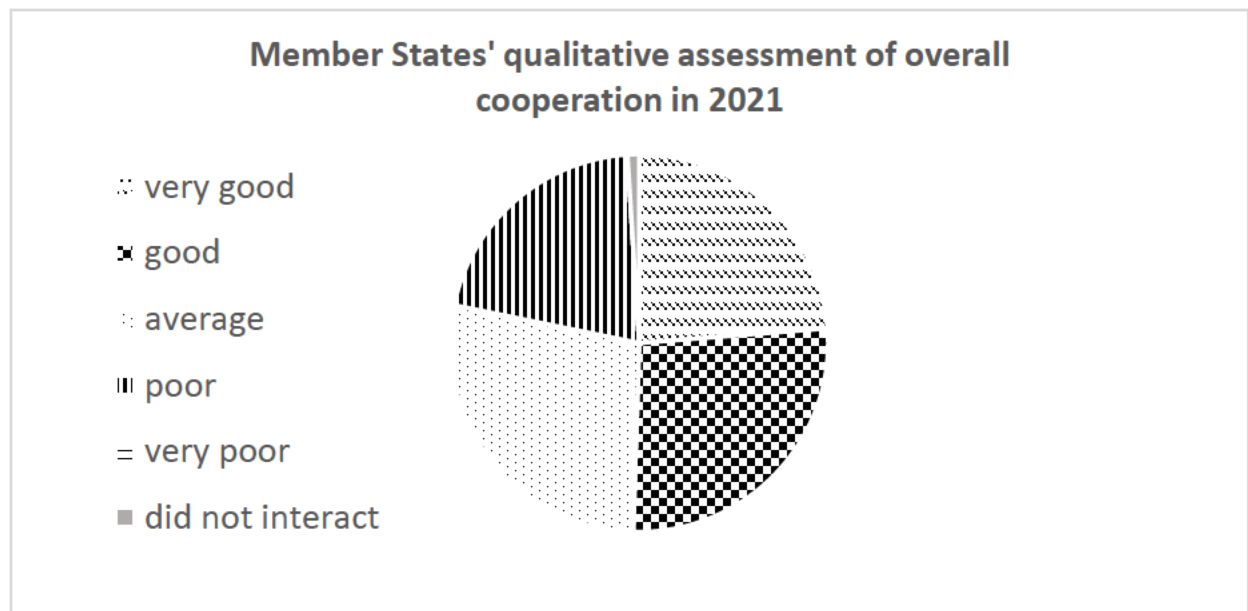 Member States' qualitative assessment of overall
cooperation in 2021
very good
good
average
poor
very poor
did not interact